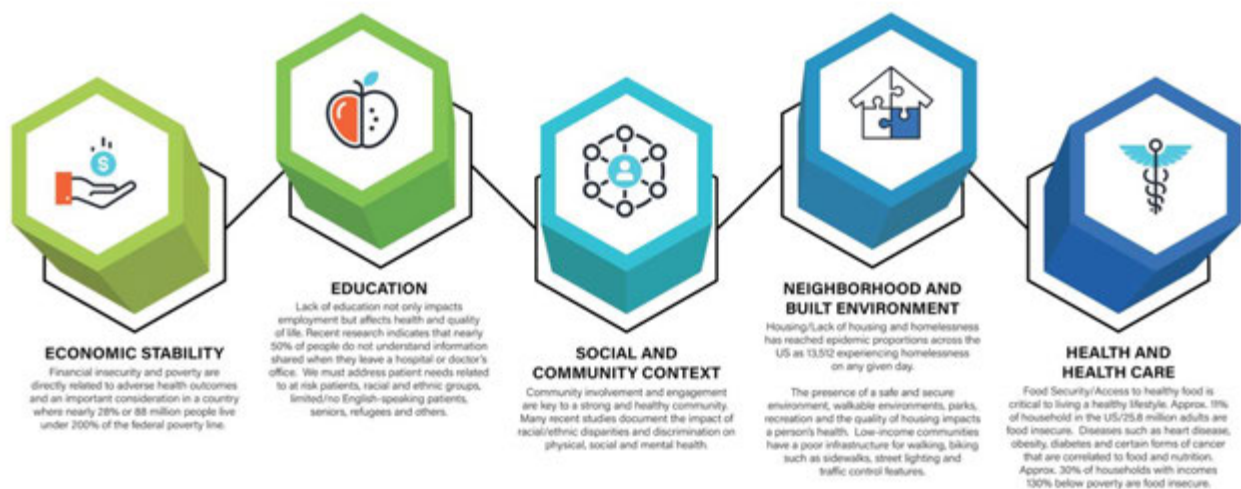 ECONOMIC STABILITY
Financial insecurity and poverty are
directly related to adverse health outcomes
and an important consideration in a country
where nearly 28% or 88 million people live
under 200% of the federal poverty line.
EDUCATION
Lack of education not only impacts
employment but affects health and quality
of life. Recent research indicates that nearly
50% of people do not understand information
shared when they leave a hospital or doctor's
office. We must address patient needs related
to at risk patients, racial and ethnic groups,
limited/no English-speaking patients,
seniors, refugees and others.
SOCIAL AND
COMMUNITY CONTEXT
Community involvement and engagement
are key to a strong and healthy community.
Many recent studies document the impact of
racial/ethnic disparities and discrimination on
physical, social and mental health.
NEIGHBORHOOD AND
BUILT ENVIRONMENT
Housing/Lack of housing and homelessness
has reached epidemic proportions across the
US as 13,512 experiencing homelessness
on any given day.
The presence of a safe and secure
environment, walkable environments, parks,
recreation and the quality of housing impacts
a person's health. Low-income communities
have a poor infrastructure for walking, biking
such as sidewalks, street lighting and
traffic control features.
HEALTH AND
HEALTH CARE
Food Security/Access to healthy food is
critical to living a healthy lifestyle. Approx. 11%
of household in the US/25.8 million adults are
food insecure. Diseases such as heart disease,
obesity, diabetes and certain forms of cancer
that are correlated to food and nutrition.
Approx. 30% of households with incomes
130% below poverty are food insecure.
$